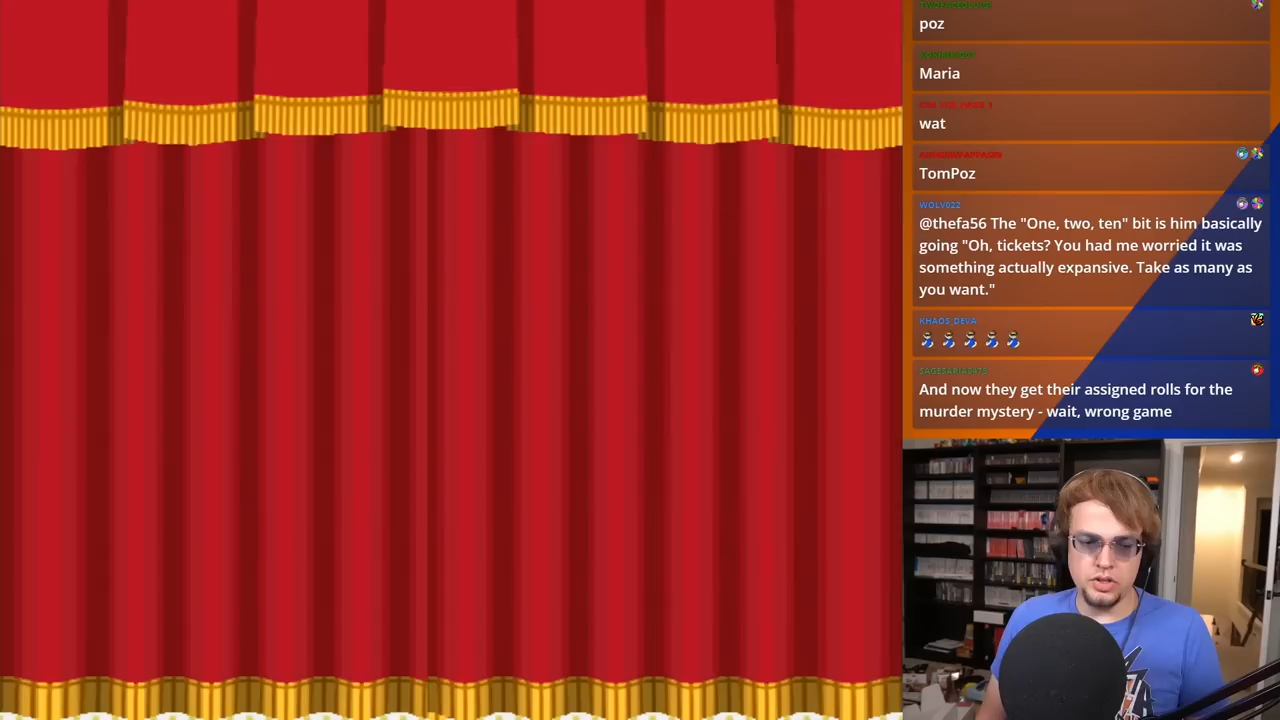 poz
Maria
wat
TomPoz
WOLV022
@thefa56 The "One, two, ten" bit is him basically
going "Oh, tickets? You had me worried it was
something actually expansive. Take as many as
you want."
KHAOS_DEVA
And now they get their assigned rolls for the
murder mystery - wait, wrong game